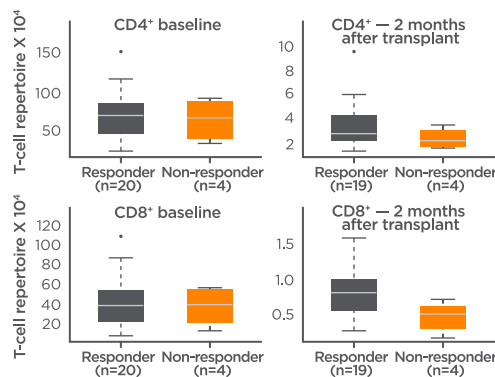 CD4⁺ baseline
T-cell repertoire X 10⁴
150
100
50
Responder
(n=20)
Non-responder
(n=4)
CD4⁺ — 2 months
after transplant
10
8
6
4
2
Responder
(n=19)
Non-responder
(n=4)
CD8⁺ baseline
T-cell repertoire X 10⁴
120
100
80
60
40
20
Responder
(n=20)
Non-responder
(n=4)
CD8⁺ — 2 months
after transplant
1.5
1.0
0.5
Responder
(n=19)
Non-responder
(n=4)